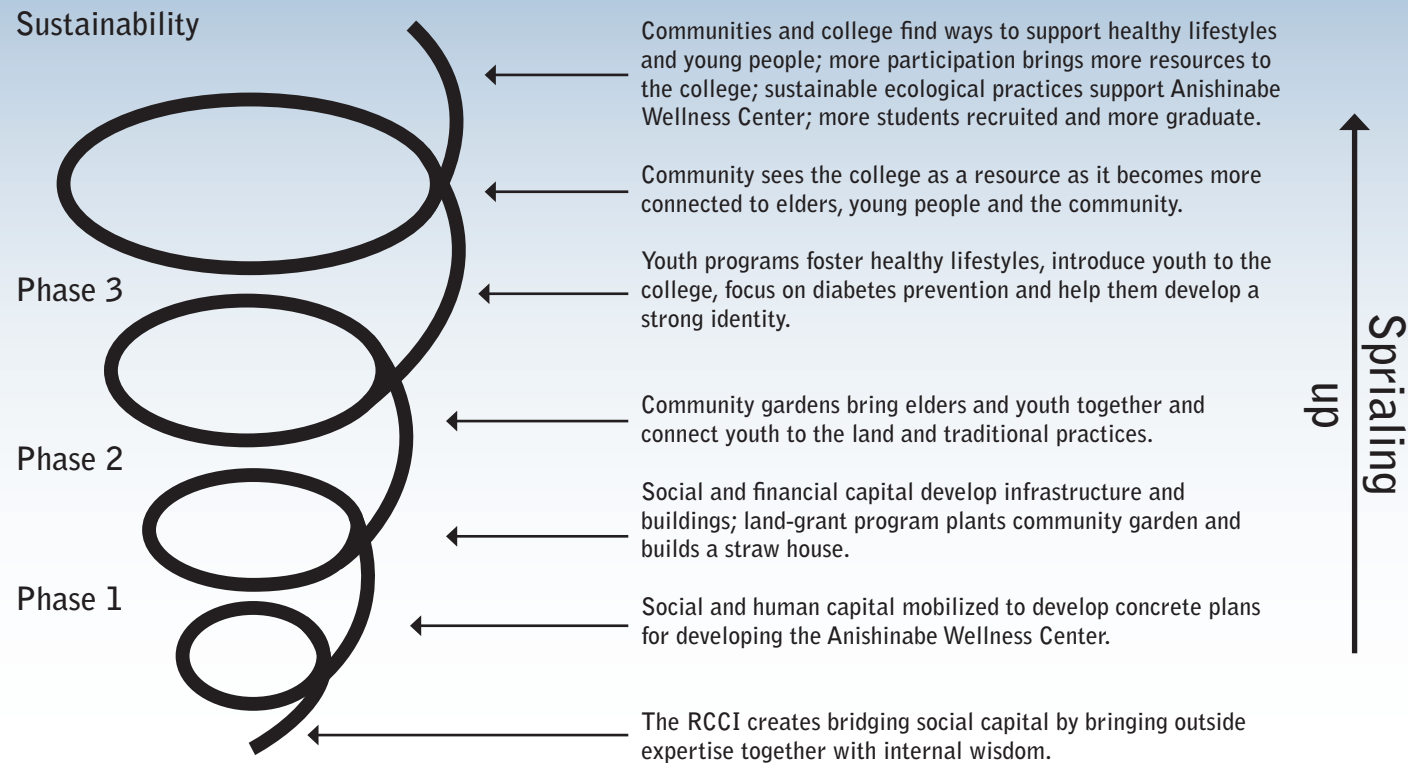 Sustainability
Communities and college find ways to support healthy lifestyles
and young people; more participation brings more resources to
the college; sustainable ecological practices support Anishinabe
Wellness Center; more students recruited and more graduate.
Community sees the college as a resource as it becomes more
connected to elders, young people and the community.
Phase 3
Youth programs foster healthy lifestyles, introduce youth to the
college, focus on diabetes prevention and help them develop a
strong identity.
Community gardens bring elders and youth together and
connect youth to the land and traditional practices.
Phase 2
Social and financial capital develop infrastructure and
buildings; land-grant program plants community garden and
builds a straw house.
Phase 1
Social and human capital mobilized to develop concrete plans
for developing the Anishinabe Wellness Center.
The RCCI creates bridging social capital by bringing outside
expertise together with internal wisdom.
Sprialing
up